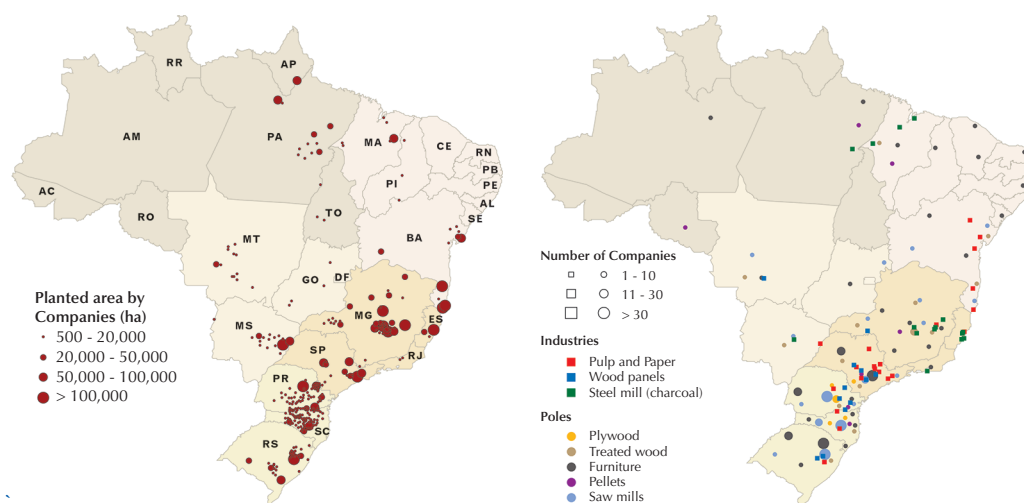 RR
AP
AM
PA
MA
CE
RN
PB
PE
AL
SE
PI
AC
RO
TO
BA
MT
GO
DF
MS
MG
ES
SP
RJ
PR
SC
RS
Planted area by
Companies (ha)
500 - 20,000
20,000 - 50,000
50,000 - 100,000
> 100,000
Number of Companies
1 - 10
11 - 30
> 30
Industries
Pulp and Paper
Wood panels
Steel mill (charcoal)
Poles
Plywood
Treated wood
Furniture
Pellets
Saw mills